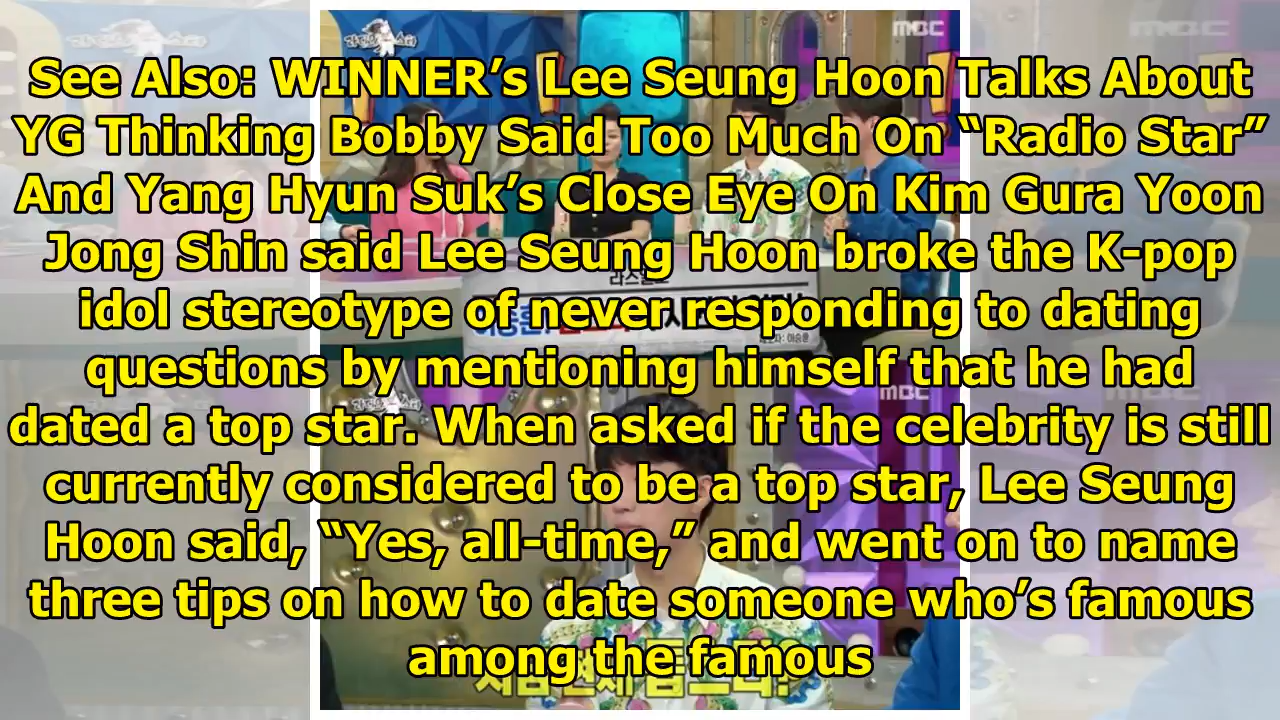 MBC
See Also: WINNER’s Lee Seung Hoon Talks About
YG Thinking Bobby Said Too Much On “Radio Star”
And Yang Hyun Suk’s Close Eye On Kim Gura Yoon
Jong Shin said Lee Seung Hoon broke the K-pop
idol stereotype of never responding to dating
questions by mentioning himself that he had
dated a top star. When asked if the celebrity is still
currently considered to be a top star, Lee Seung
Hoon said, “Yes, all-time,” and went on to name
three tips on how to date someone who’s famous
among the famous
MBC